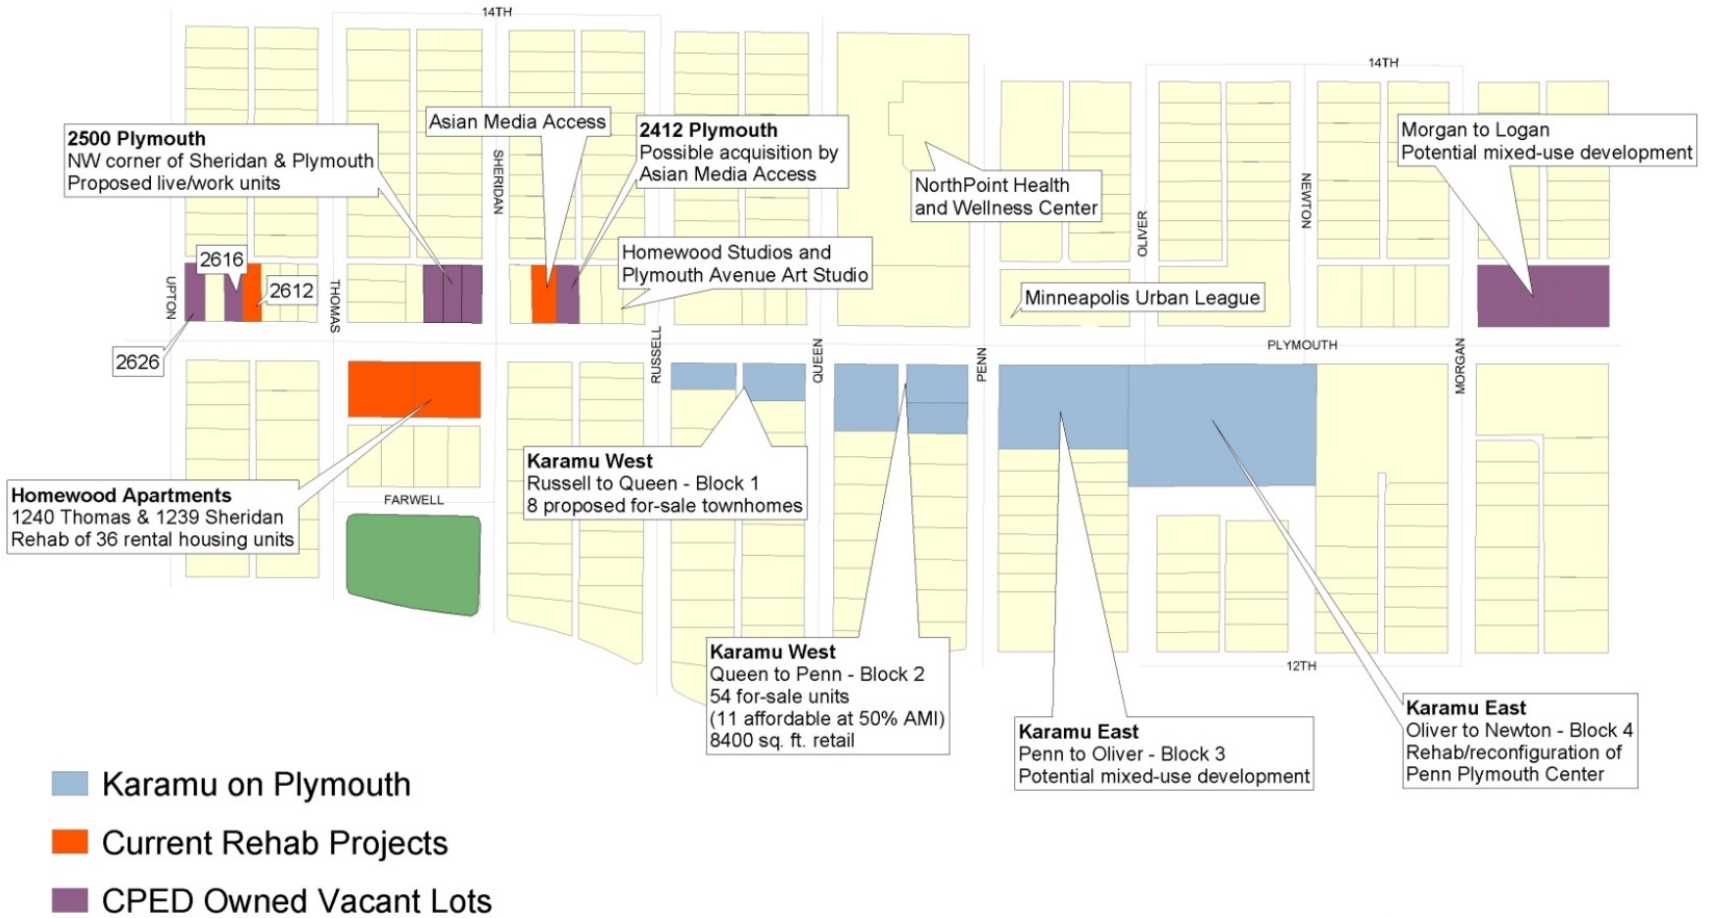 14TH
14TH
2500 Plymouth
NW corner of Sheridan & Plymouth
Proposed live/work units
Asian Media Access
2412 Plymouth
Possible acquisition by
Asian Media Access
Morgan to Logan
Potential mixed-use development
SHERIDAN
NorthPoint Health
and Wellness Center
NEWTON
OLIVER
Homewood Studios and
Plymouth Avenue Art Studio
2616
2612
UPTON
THOMAS
Minneapolis Urban League
2626
RUSSELL
QUEEN
PENN
PLYMOUTH
MORGAN
Karamu West
Russell to Queen - Block 1
8 proposed for-sale townhomes
Homewood Apartments
1240 Thomas & 1239 Sheridan
Rehab of 36 rental housing units
FARWELL
Karamu West
Queen to Penn - Block 2
54 for-sale units
(11 affordable at 50% AMI)
8400 sq. ft. retail
12TH
Karamu East
Penn to Oliver - Block 3
Potential mixed-use development
Karamu East
Oliver to Newton - Block 4
Rehab/reconfiguration of
Penn Plymouth Center
Karamu on Plymouth
Current Rehab Projects
CPED Owned Vacant Lots